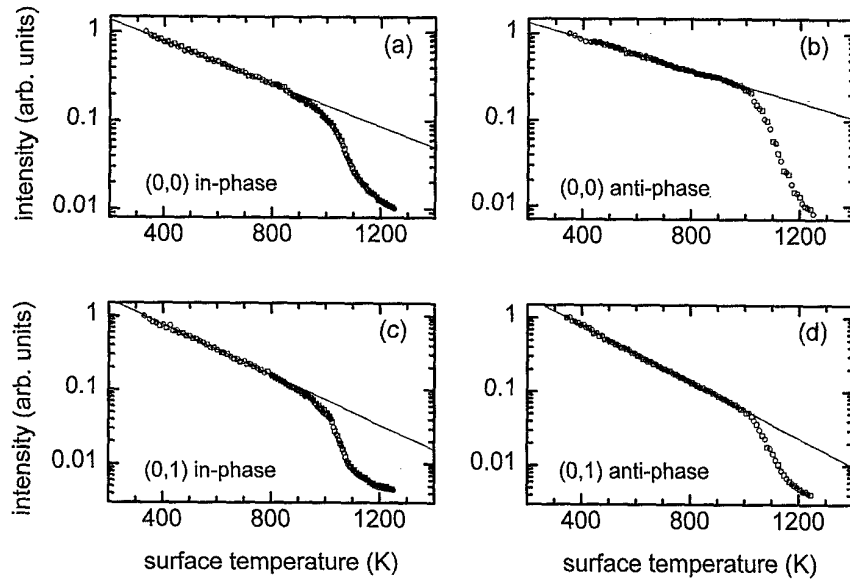 intensity (arb. units)
1
0.1
0.01
(a)
(0,0) in-phase
400
800
1200
1
0.1
0.01
(b)
(0,0) anti-phase
400
800
1200
intensity (arb. units)
1
0.1
0.01
(c)
(0,1) in-phase
400
800
1200
surface temperature (K)
1
0.1
0.01
(d)
(0,1) anti-phase
400
800
1200
surface temperature (K)